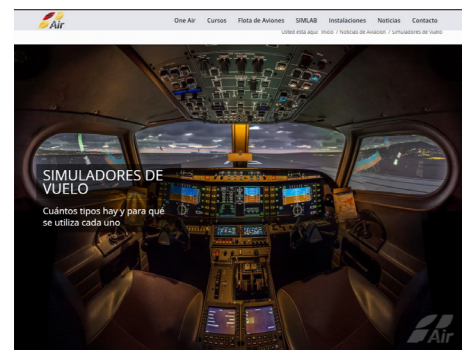 Air
One Air Cursos Flota de Aviones SIMLAB Instalaciones Noticias Contacto
Usted está aquí: Inicio / Noticias de Aviación / Simuladores de vuelo
SIMULADORES DE
VUELO
Cuántos tipos hay y para qué
se utiliza cada uno
Air